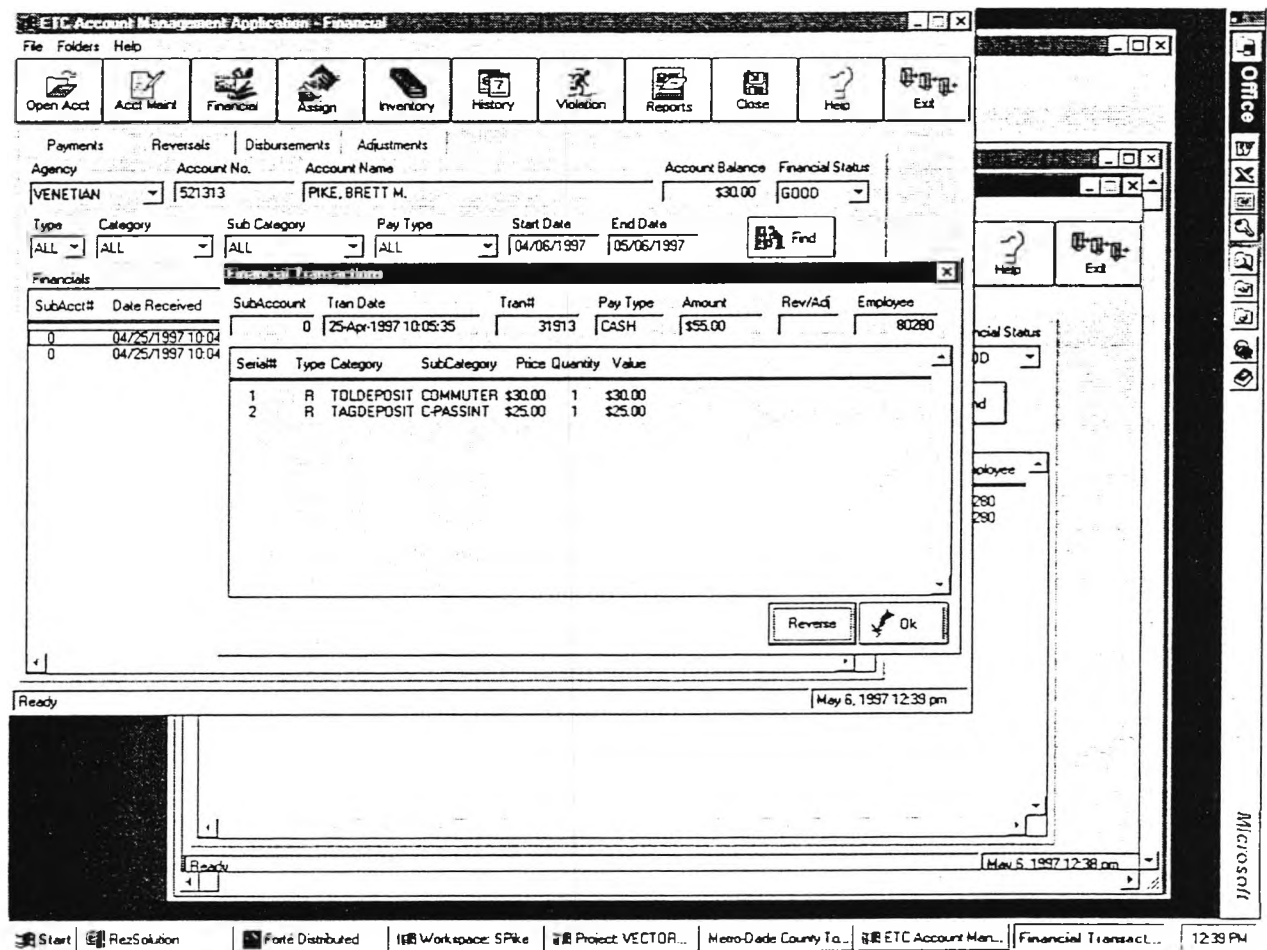 ETC Account Management Application - Financial
File Folders Help
Open Acct Acct Maint Financial Assign Inventory History Violation Reports Close Help Exit
Payments Reversals Disbursements Adjustments
Agency Account No. Account Name Account Balance Financial Status
VENETIAN 521313 PIKE, BRETT M. $30.00 GOOD
Type Category Sub Category Pay Type Start Date End Date
ALL ALL ALL ALL 04/06/1997 05/06/1997 Find
Financials
SubAcct# Date Received
0 04/25/1997 10:04
0 04/25/1997 10:04
Financial Transactions
SubAccount Tran Date Tran# Pay Type Amount Rev/Adj Employee
0 25-Apr-1997 10:05:35 31913 CASH $55.00 80280
Serial# Type Category SubCategory Price Quantity Value
1 R TOLDEPOSIT COMMUTER $30.00 1 $30.00
2 R TAGDEPOSIT C-PASSINT $25.00 1 $25.00
Reverse Ok
Ready May 6, 1997 12:39 pm
Help Exit
ncial Status
OD
nd
ployee
280
280
Ready May 6, 1997 12:38 pm
Office
Microsoft
Start RezSolution Forté Distributed Workspace: SPike Project: VECTOR... Metro-Dade County Ta... ETC Account Man... Financial Transact... 12:39 PM